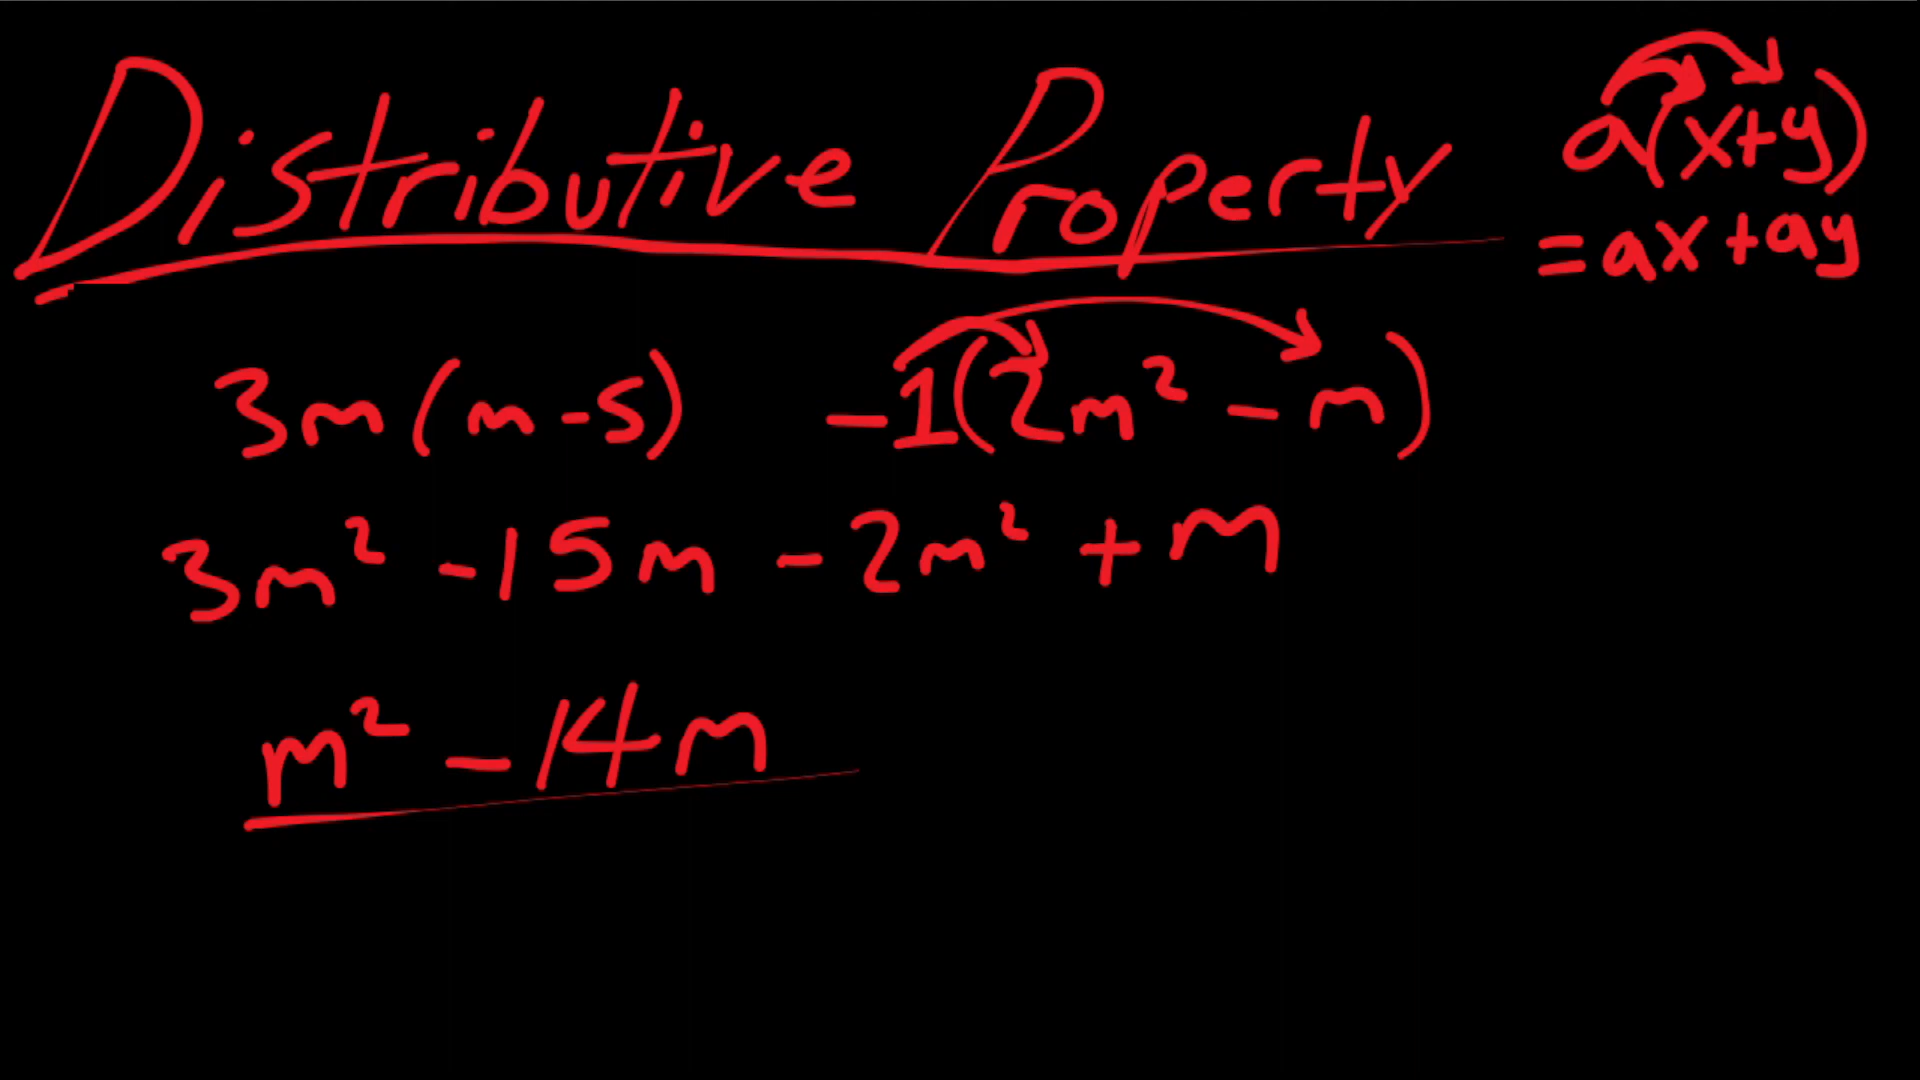 Distributive Property
a(x+y)
=ax+ay
3m(m-5) -1(2m²-m)
3m²-15m-2m²+m
m²-14m